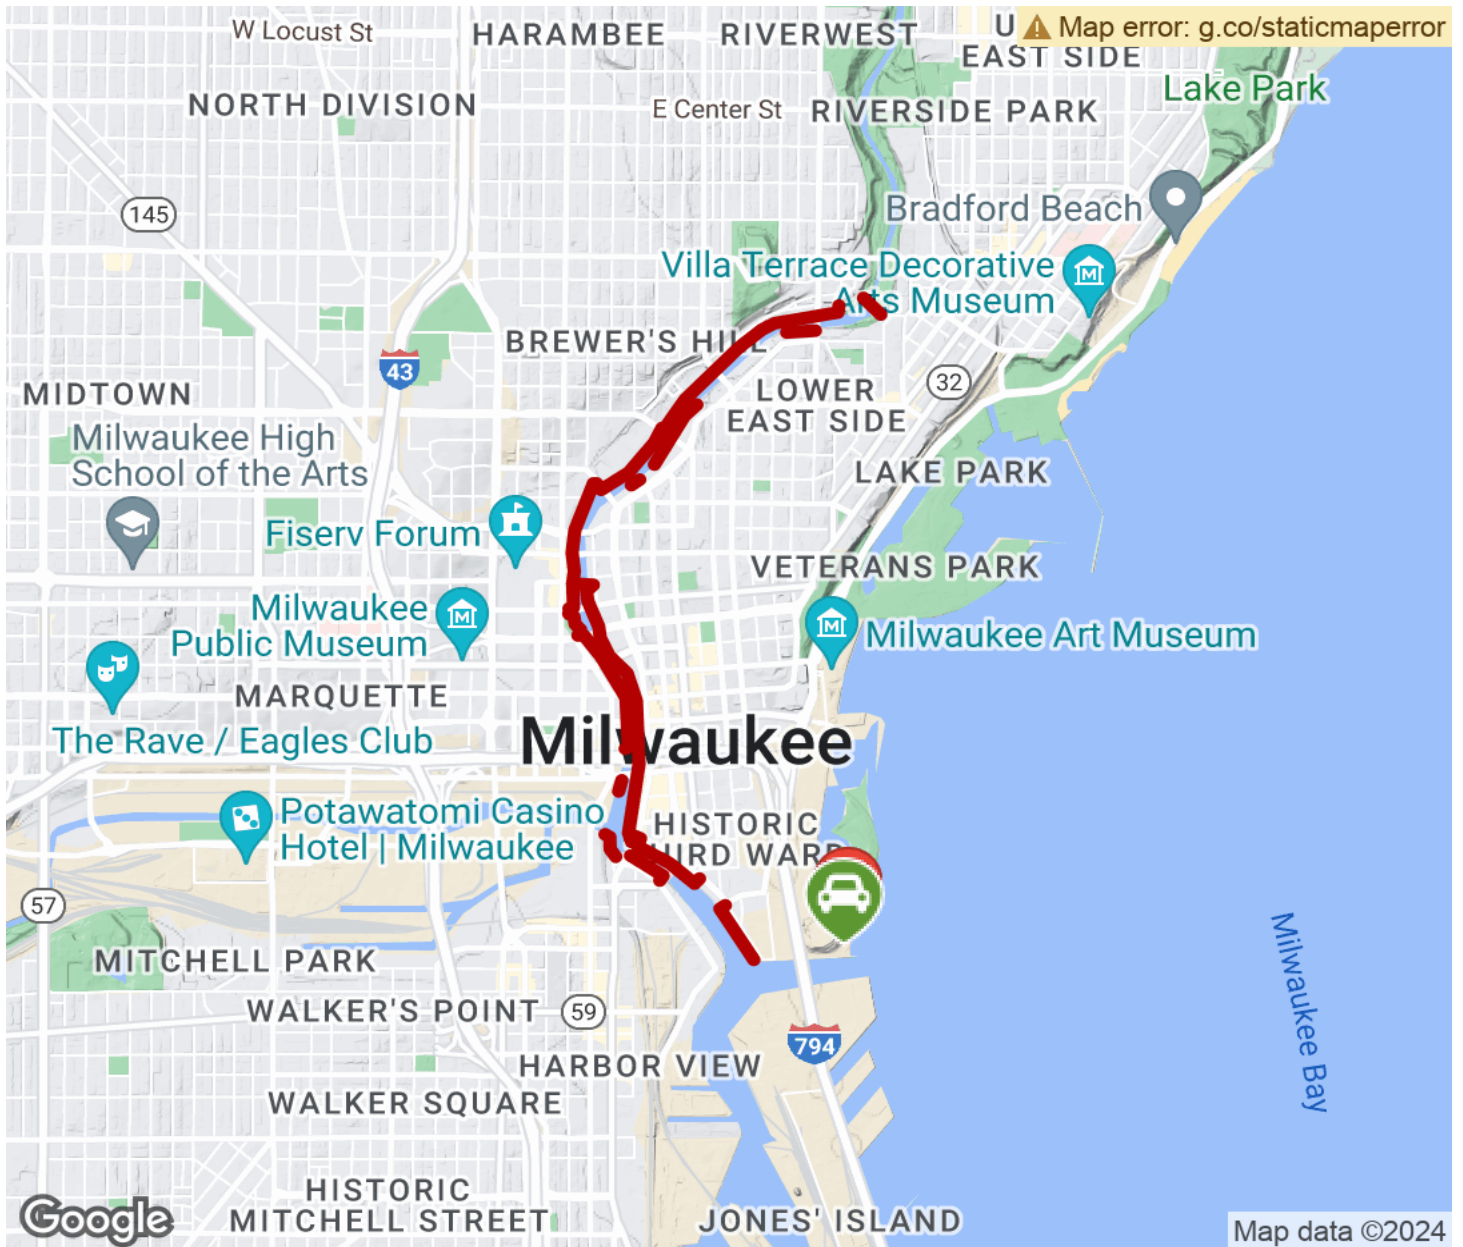 W Locust St
HARAMBEE
RIVERWEST
U
EAST SIDE
Map error: g.co/staticmaperror
Lake Park
NORTH DIVISION
E Center St
RIVERSIDE PARK
145
Bradford Beach
Villa Terrace Decorative
Arts Museum
BREWER'S HILL
43
32
MIDTOWN
LOWER
EAST SIDE
Milwaukee High
School of the Arts
LAKE PARK
Fiserv Forum
VETERANS PARK
Milwaukee
Public Museum
Milwaukee Art Museum
MARQUETTE
The Rave / Eagles Club
Milwaukee
Potawatomi Casino
Hotel | Milwaukee
HISTORIC
THIRD WARD
57
MITCHELL PARK
Milwaukee Bay
WALKER'S POINT
59
794
HARBOR VIEW
WALKER SQUARE
HISTORIC
MITCHELL STREET
JONES' ISLAND
Google
Map data ©2024